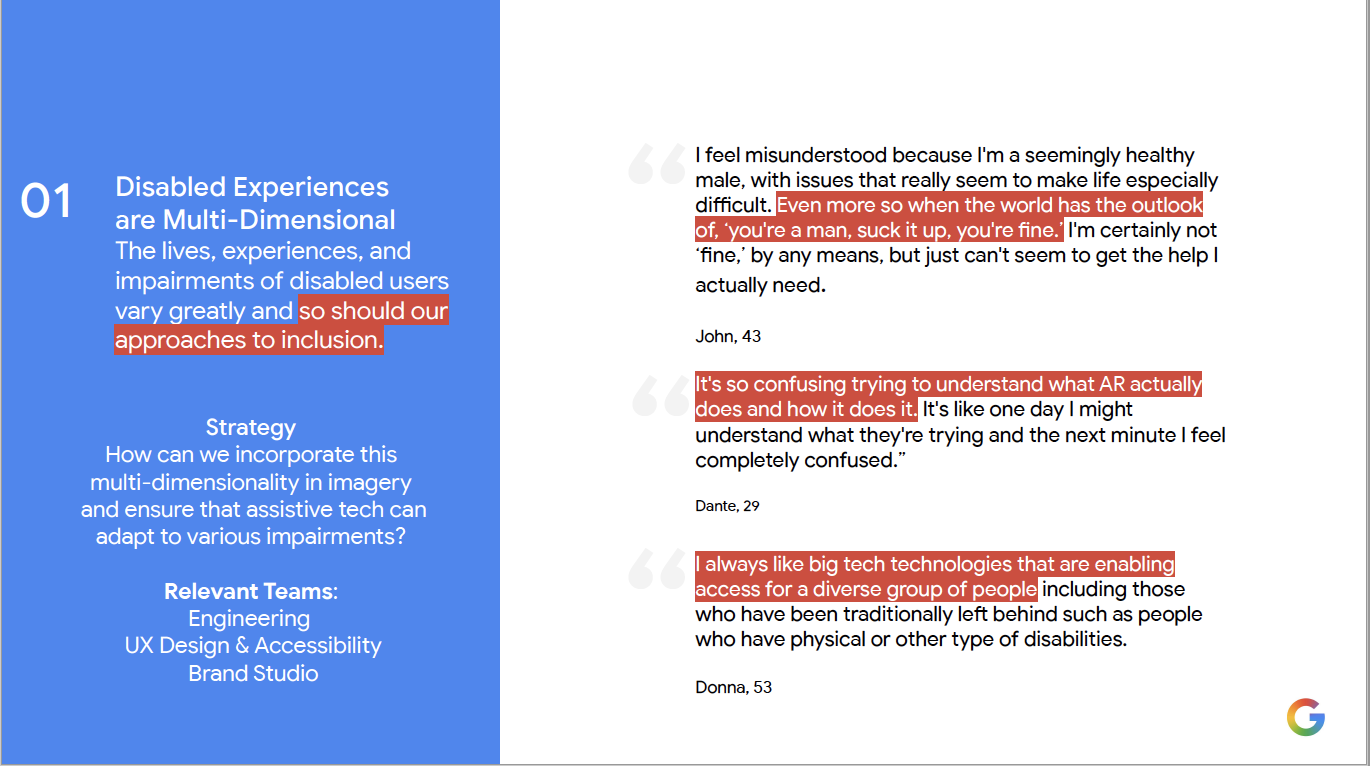 01
Disabled Experiences
are Multi-Dimensional
The lives, experiences, and
impairments of disabled users
vary greatly and so should our
approaches to inclusion.
Strategy
How can we incorporate this
multi-dimensionality in imagery
and ensure that assistive tech can
adapt to various impairments?
Relevant Teams:
Engineering
UX Design & Accessibility
Brand Studio
“
I feel misunderstood because I'm a seemingly healthy
male, with issues that really seem to make life especially
difficult. Even more so when the world has the outlook
of, ‘you're a man, suck it up, you're fine.’ I'm certainly not
‘fine,’ by any means, but just can't seem to get the help I
actually need.
John, 43
“
It's so confusing trying to understand what AR actually
does and how it does it. It's like one day I might
understand what they're trying and the next minute I feel
completely confused.”
Dante, 29
“
I always like big tech technologies that are enabling
access for a diverse group of people including those
who have been traditionally left behind such as people
who have physical or other type of disabilities.
Donna, 53
G